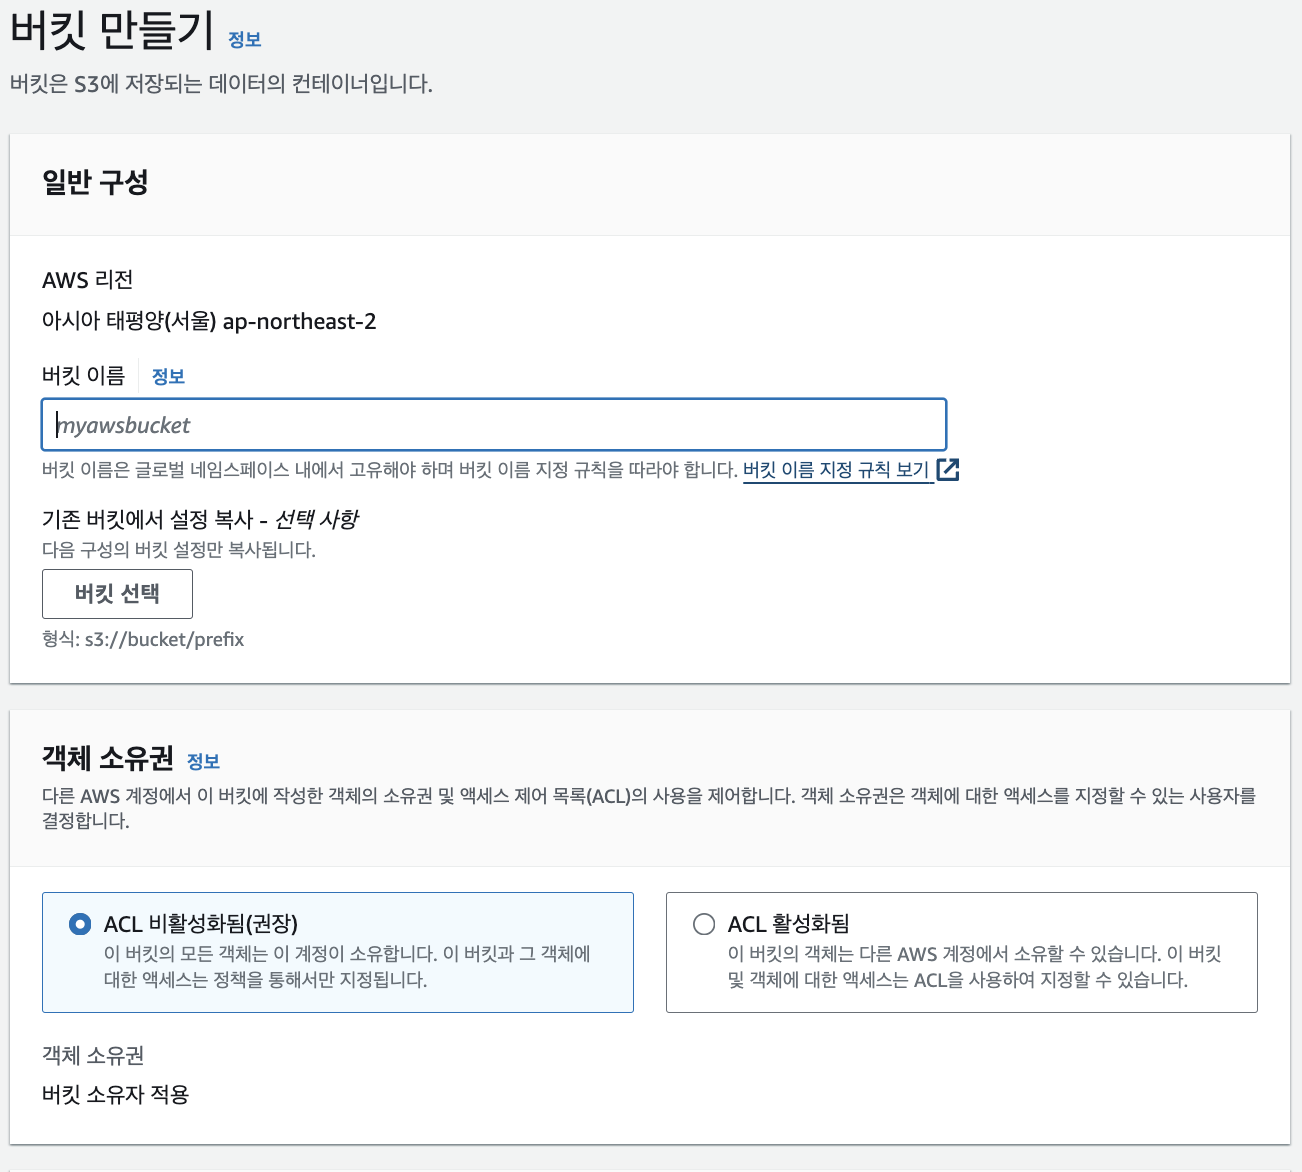 버킷 만들기 정보
버킷은 S3에 저장되는 데이터의 컨테이너입니다.
일반 구성
AWS 리전
아시아 태평양(서울) ap-northeast-2
버킷 이름 정보
myawsbucket
버킷 이름은 글로벌 네임스페이스 내에서 고유해야 하며 버킷 이름 지정 규칙을 따라야 합니다. 버킷 이름 지정 규칙 보기
기존 버킷에서 설정 복사 - 선택 사항
다음 구성의 버킷 설정만 복사됩니다.
버킷 선택
형식: s3://bucket/prefix
객체 소유권 정보
다른 AWS 계정에서 이 버킷에 작성한 객체의 소유권 및 액세스 제어 목록(ACL)의 사용을 제어합니다. 객체 소유권은 객체에 대한 액세스를 지정할 수 있는 사용자를
결정합니다.
ACL 비활성화됨(권장)
이 버킷의 모든 객체는 이 계정이 소유합니다. 이 버킷과 그 객체에
대한 액세스는 정책을 통해서만 지정됩니다.
ACL 활성화됨
이 버킷의 객체는 다른 AWS 계정에서 소유할 수 있습니다. 이 버킷
및 객체에 대한 액세스는 ACL을 사용하여 지정할 수 있습니다.
객체 소유권
버킷 소유자 적용